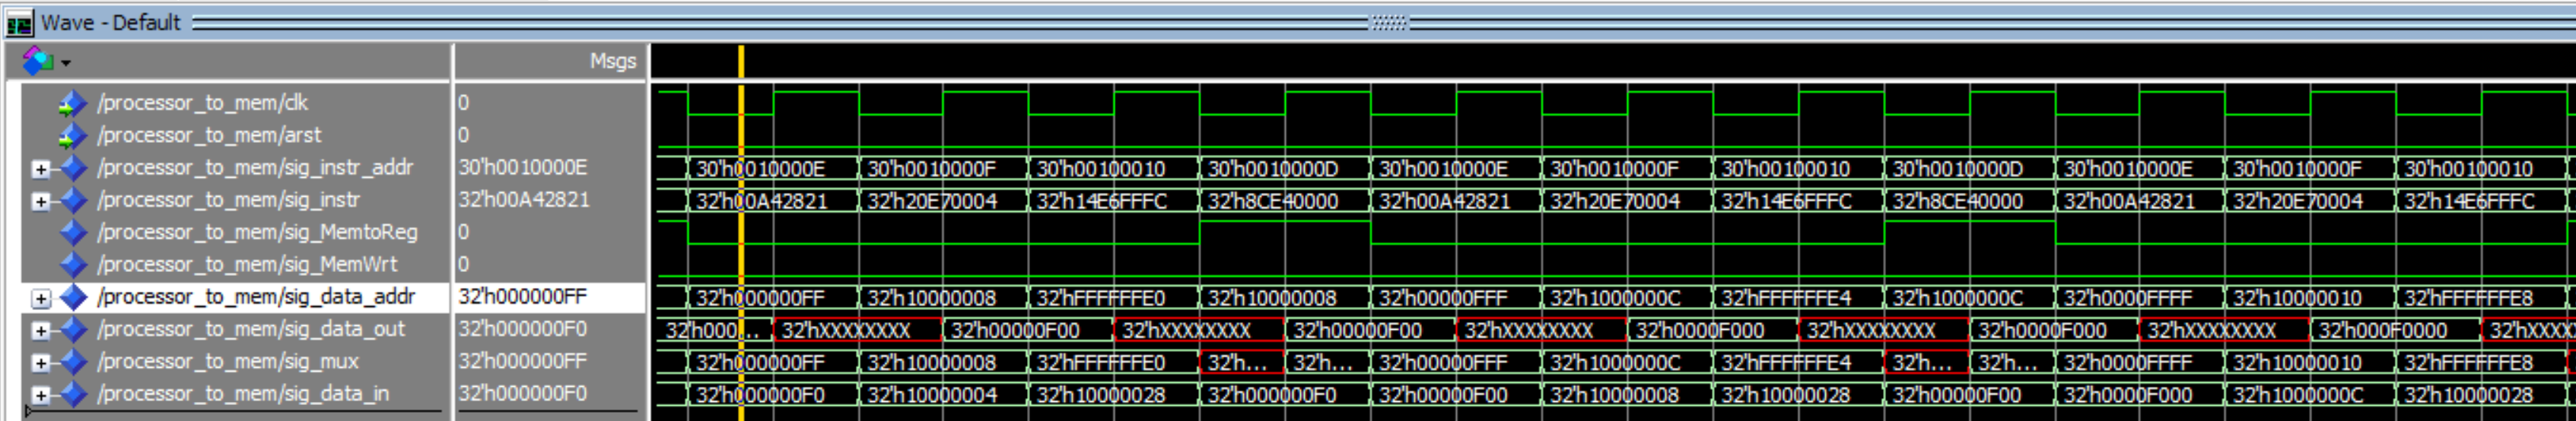 Wave - Default
Msgs
/processor_to_mem/clk 0
/processor_to_mem/arst 0
/processor_to_mem/sig_instr_addr 30'h0010000E 30'h0010000E 30'h0010000F 30'h00100010 30'h0010000D 30'h0010000E 30'h0010000F 30'h00100010 30'h0010000D 30'h0010000E 30'h0010000F 30'h00100010
/processor_to_mem/sig_instr 32'h00A42821 32'h00A42821 32'h20E70004 32'h14E6FFFC 32'h8CE40000 32'h00A42821 32'h20E70004 32'h14E6FFFC 32'h8CE40000 32'h00A42821 32'h20E70004 32'h14E6FFFC
/processor_to_mem/sig_MemtoReg 0
/processor_to_mem/sig_MemWrt 0
/processor_to_mem/sig_data_addr 32'h000000FF 32'h000000FF 32'h10000008 32'hFFFFFFE0 32'h10000008 32'h00000FFF 32'h1000000C 32'hFFFFFFE4 32'h1000000C 32'h0000FFFF 32'h10000010 32'hFFFFFFE8
/processor_to_mem/sig_data_out 32'h000000F0 32'h000... 32'hXXXXXXXX 32'h00000F00 32'hXXXXXXXX 32'h00000F00 32'hXXXXXXXX 32'h0000F000 32'hXXXXXXXX 32'h0000F000 32'hXXXXXXXX 32'h000F0000 32'hXXXX
/processor_to_mem/sig_mux 32'h000000FF 32'h000000FF 32'h10000008 32'hFFFFFFE0 32'h... 32'h... 32'h00000FFF 32'h1000000C 32'hFFFFFFE4 32'h... 32'h... 32'h0000FFFF 32'h10000010 32'hFFFFFFE8
/processor_to_mem/sig_data_in 32'h000000F0 32'h000000F0 32'h10000004 32'h10000028 32'h000000F0 32'h00000F00 32'h10000008 32'h10000028 32'h00000F00 32'h0000F000 32'h1000000C 32'h10000028